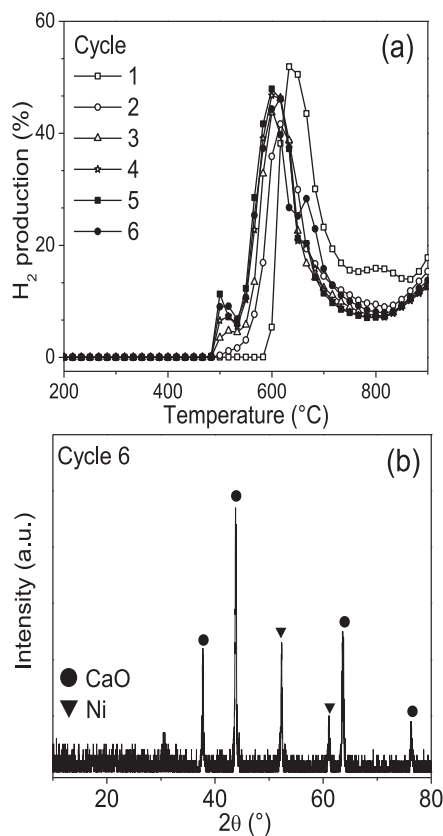 60
Cycle
(a)
1
2
3
4
5
6
40
20
0
H₂ production (%)
200
400
600
800
Temperature (°C)
Cycle 6
(b)
Intensity (a.u.)
CaO
Ni
20
40
60
80
2θ (°)